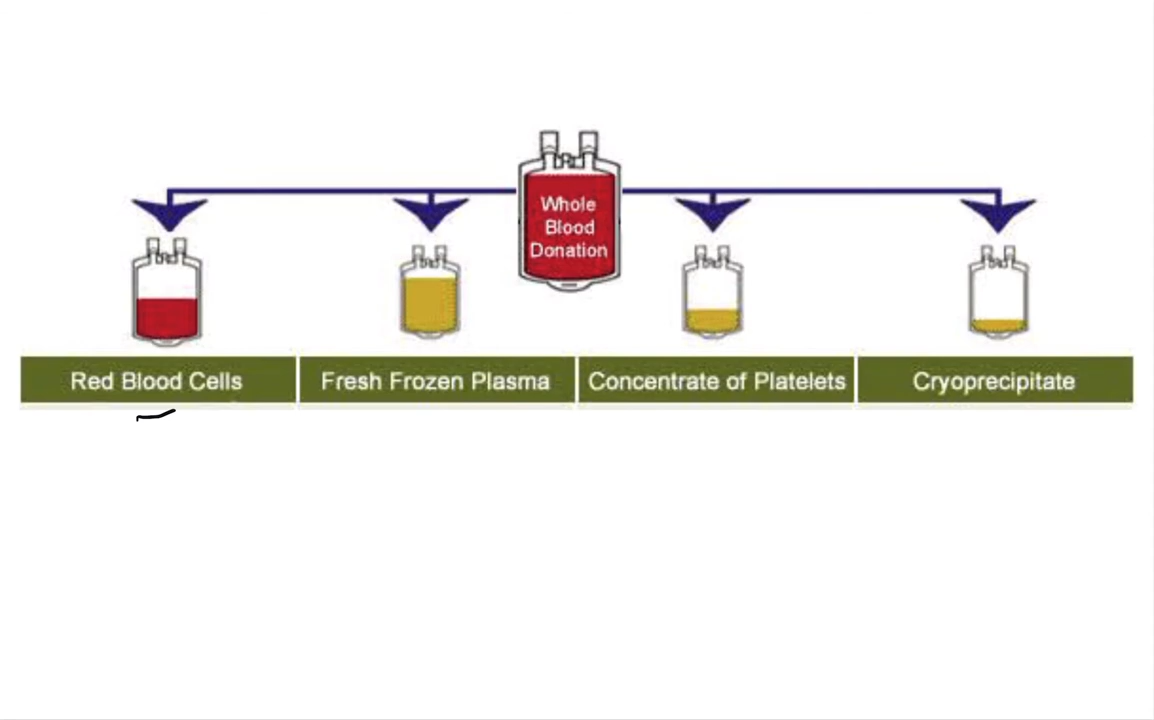 Whole
Blood
Donation
Red Blood Cells
Fresh Frozen Plasma
Concentrate of Platelets
Cryoprecipitate